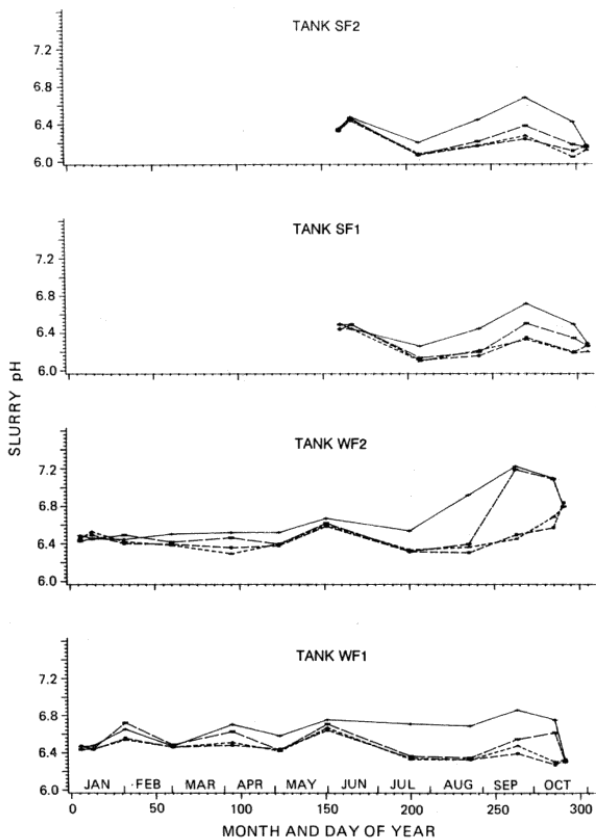 TANK SF2
7.2
6.4
6.0
TANK SF1
7.2
6.8
6.4
6.0
SLURRY pH
TANK WF2
7.2
6.8
6.4
6.0
TANK WF1
7.2
6.8
6.4
6.0
JAN FEB MAR APR MAY JUN JUL AUG SEP OCT
0 50 100 150 200 250 300
MONTH AND DAY OF YEAR